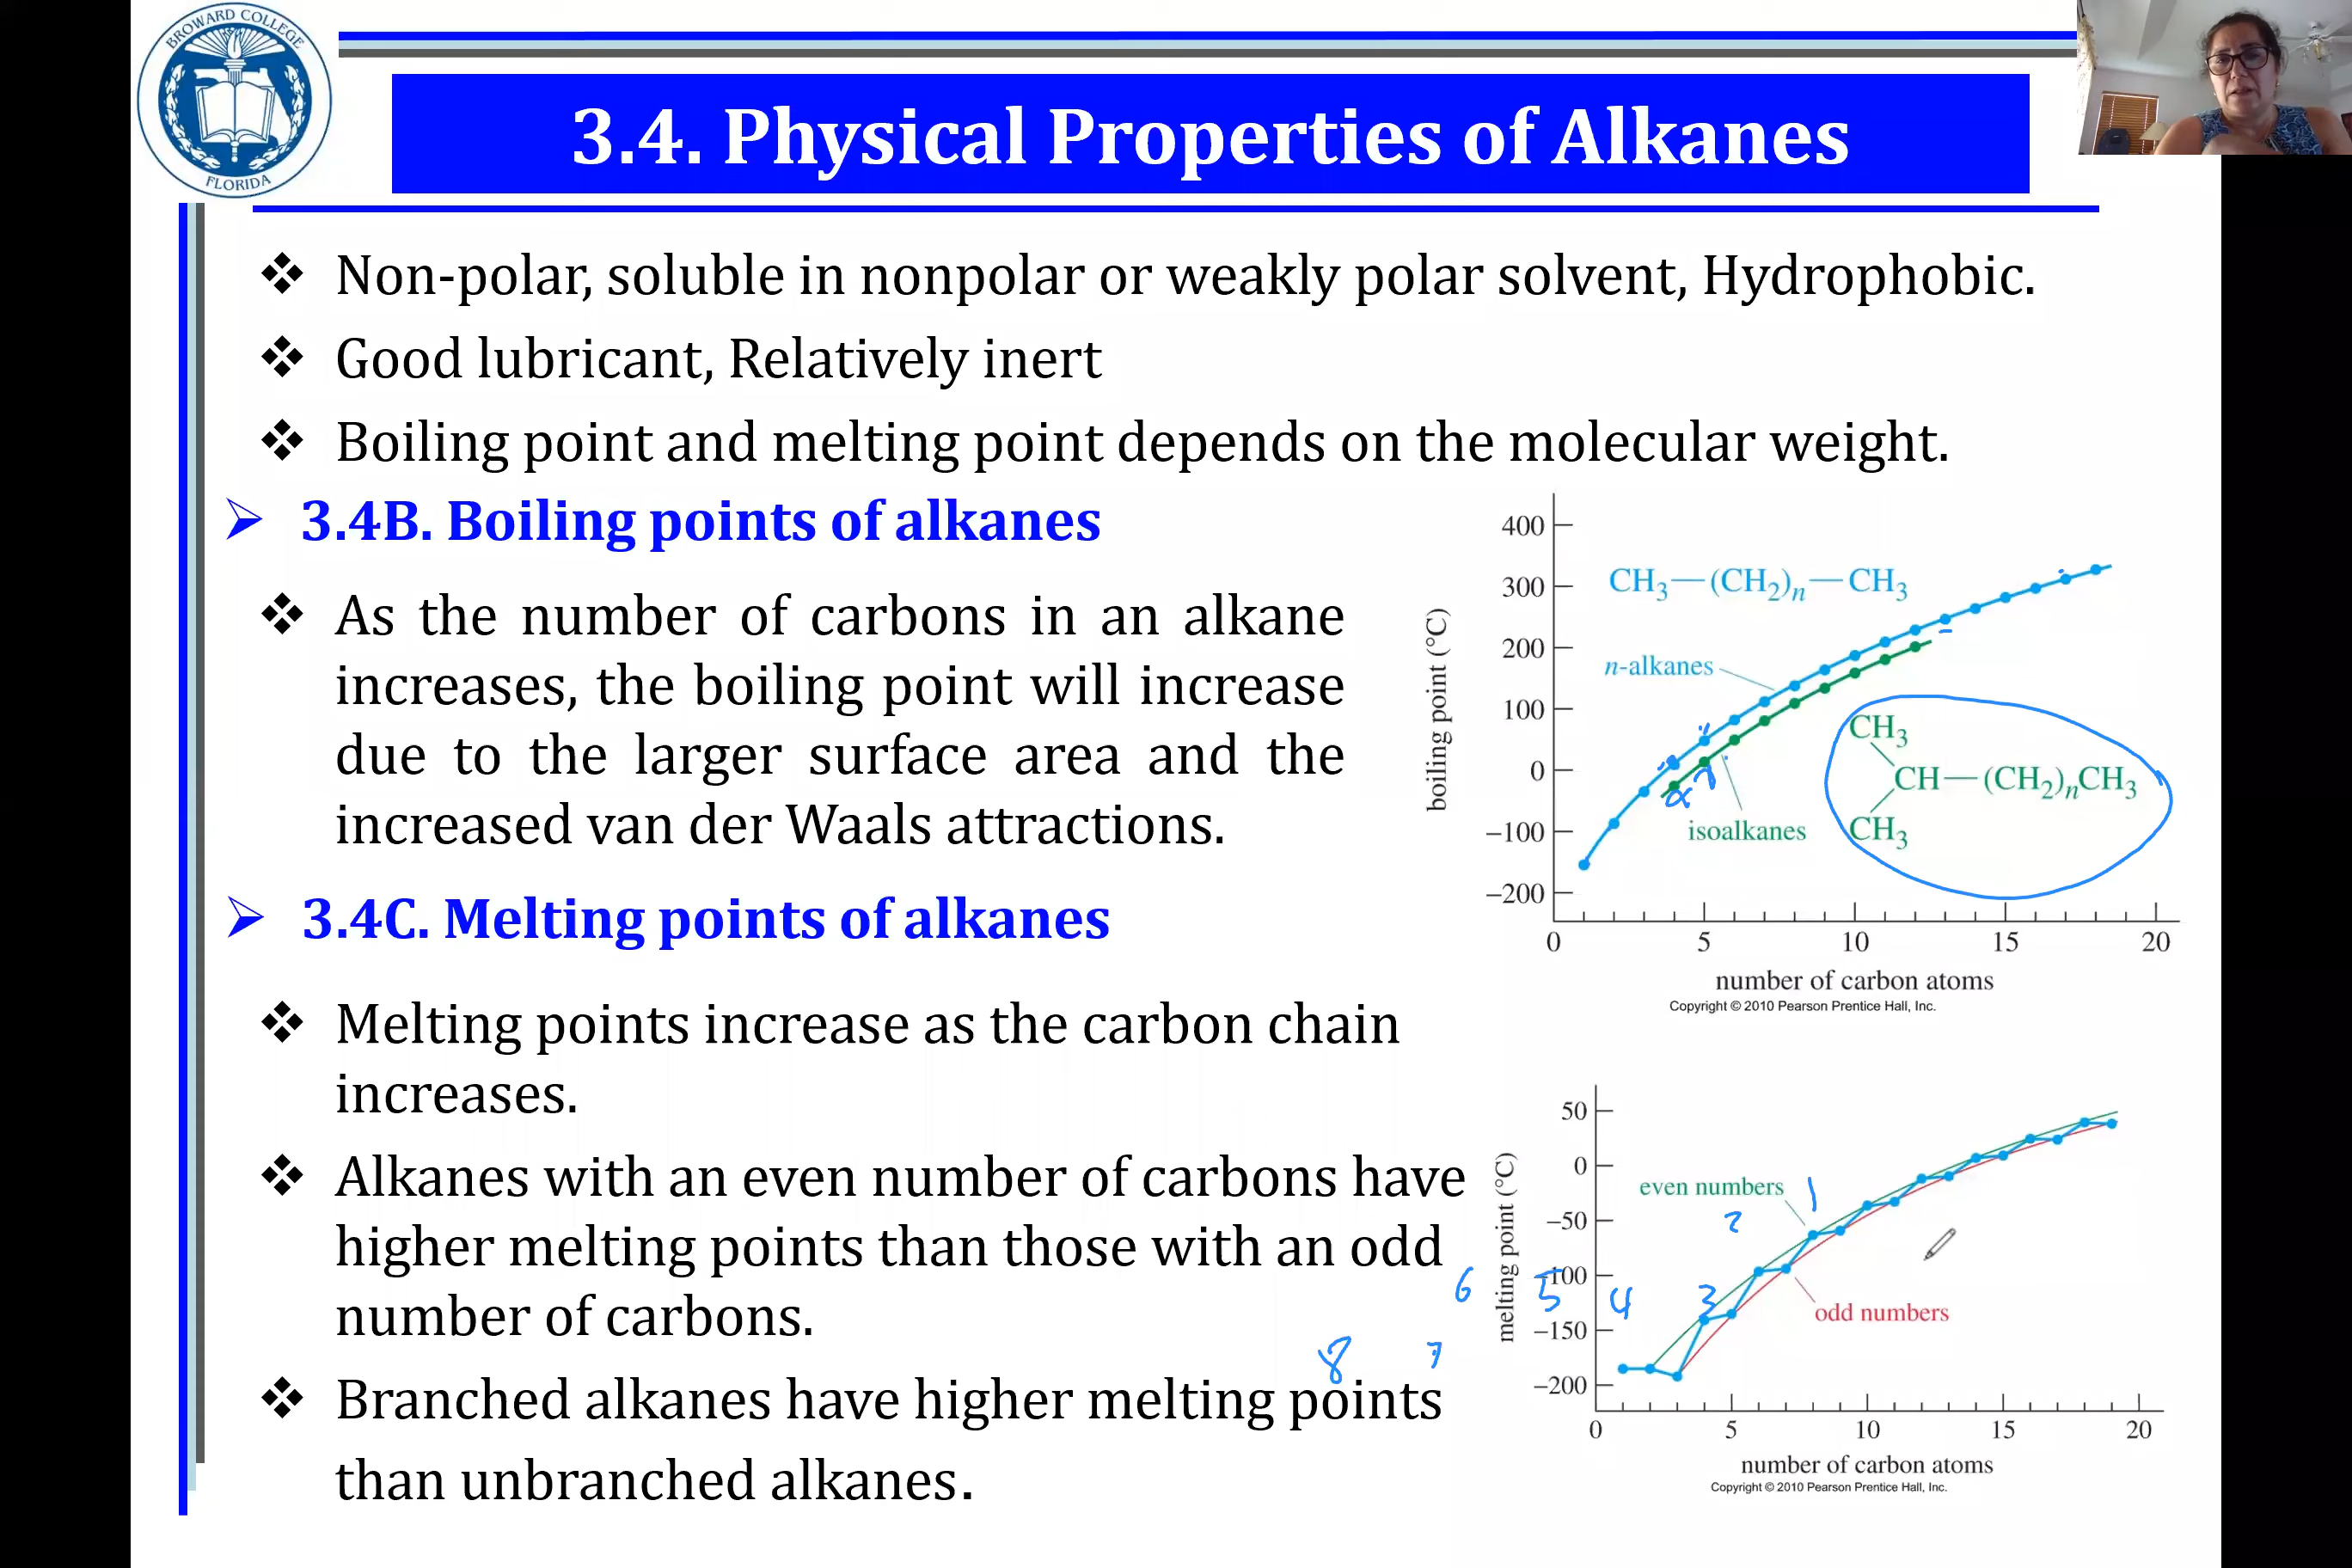 BROWARD COLLEGE
FLORIDA
3.4. Physical Properties of Alkanes
❖ Non-polar, soluble in nonpolar or weakly polar solvent, Hydrophobic.
❖ Good lubricant, Relatively inert
❖ Boiling point and melting point depends on the molecular weight.
➢ 3.4B. Boiling points of alkanes
❖ As the number of carbons in an alkane
increases, the boiling point will increase
due to the larger surface area and the
increased van der Waals attractions.
➢ 3.4C. Melting points of alkanes
❖ Melting points increase as the carbon chain
increases.
❖ Alkanes with an even number of carbons have
higher melting points than those with an odd
number of carbons.
❖ Branched alkanes have higher melting points
than unbranched alkanes.
boiling point (°C)
400
300
200
100
0
–100
–200
CH₃—(CH₂)ₙ—CH₃
n-alkanes
isoalkanes
CH₃
CH—(CH₂)ₙCH₃
CH₃
0 5 10 15 20
number of carbon atoms
Copyright © 2010 Pearson Prentice Hall, Inc.
melting point (°C)
50
0
–50
–100
–150
–200
even numbers
odd numbers
1
2
6 5 4 3
8 7
0 5 10 15 20
number of carbon atoms
Copyright © 2010 Pearson Prentice Hall, Inc.